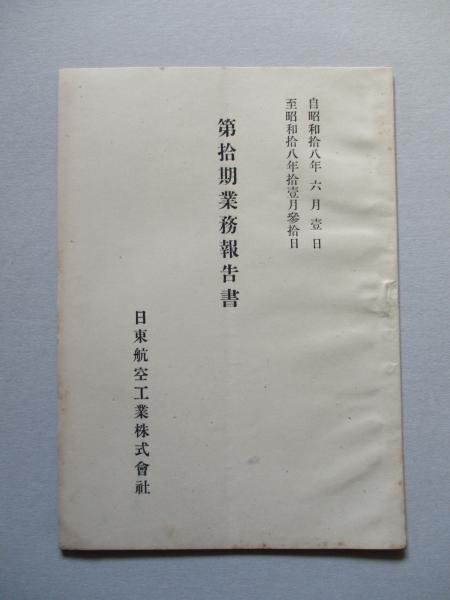 自昭和拾八年六月壹日
至昭和拾八年拾壹月參拾日
第拾期業務報告書
日東航空工業株式會社